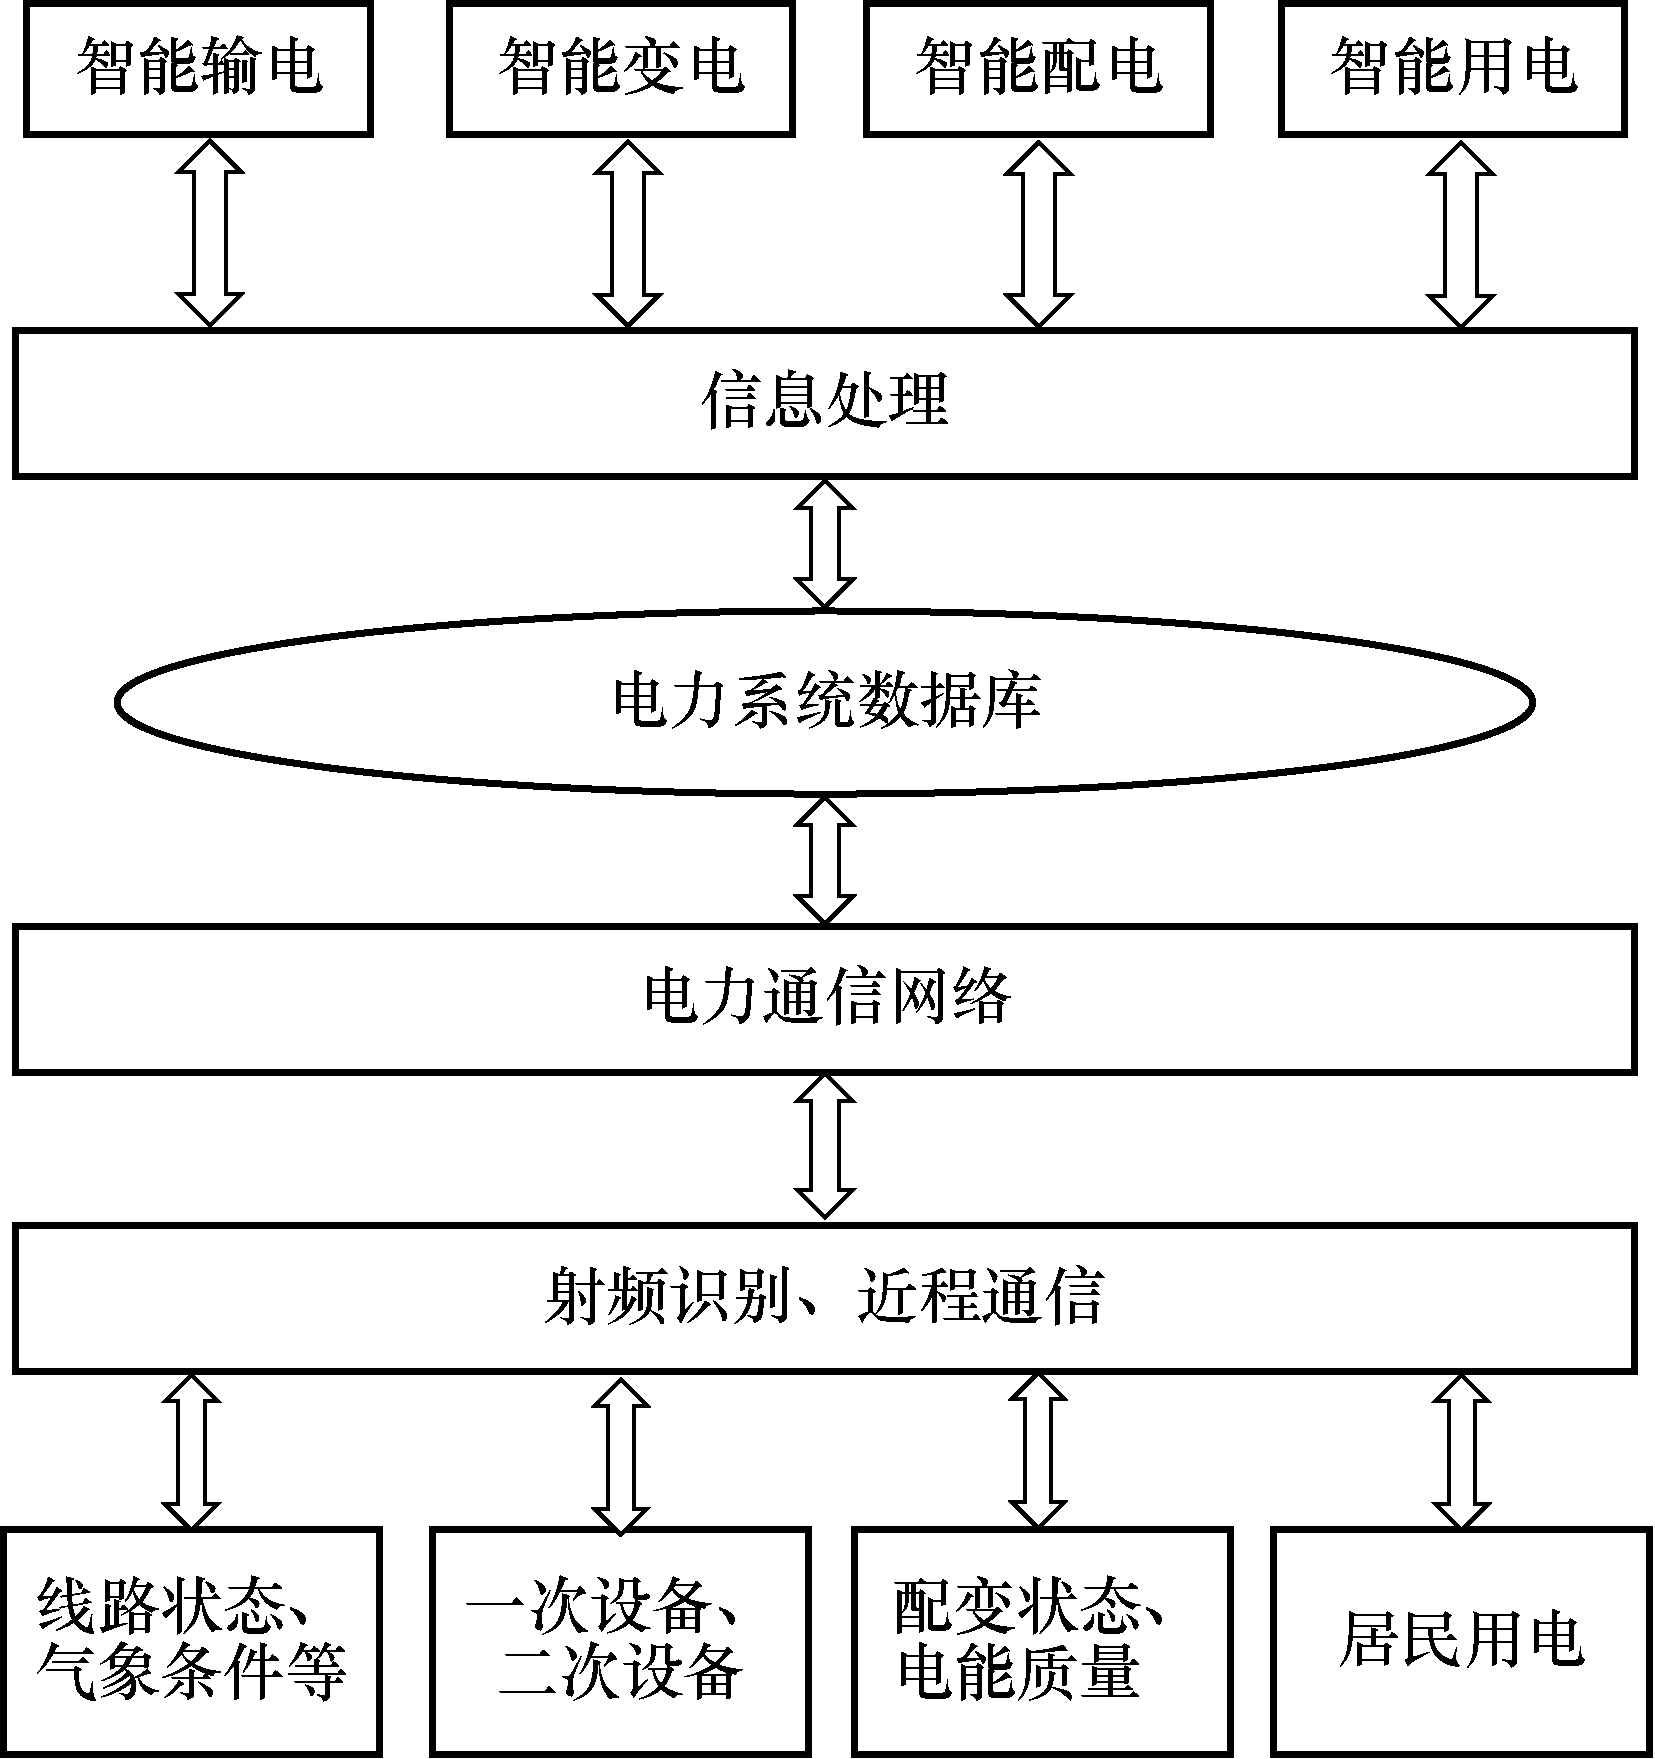 智能输电
智能变电
智能配电
智能用电
信息处理
电力系统数据库
电力通信网络
射频识别、近程通信
线路状态、
气象条件等
一次设备、
二次设备
配变状态、
电能质量
居民用电